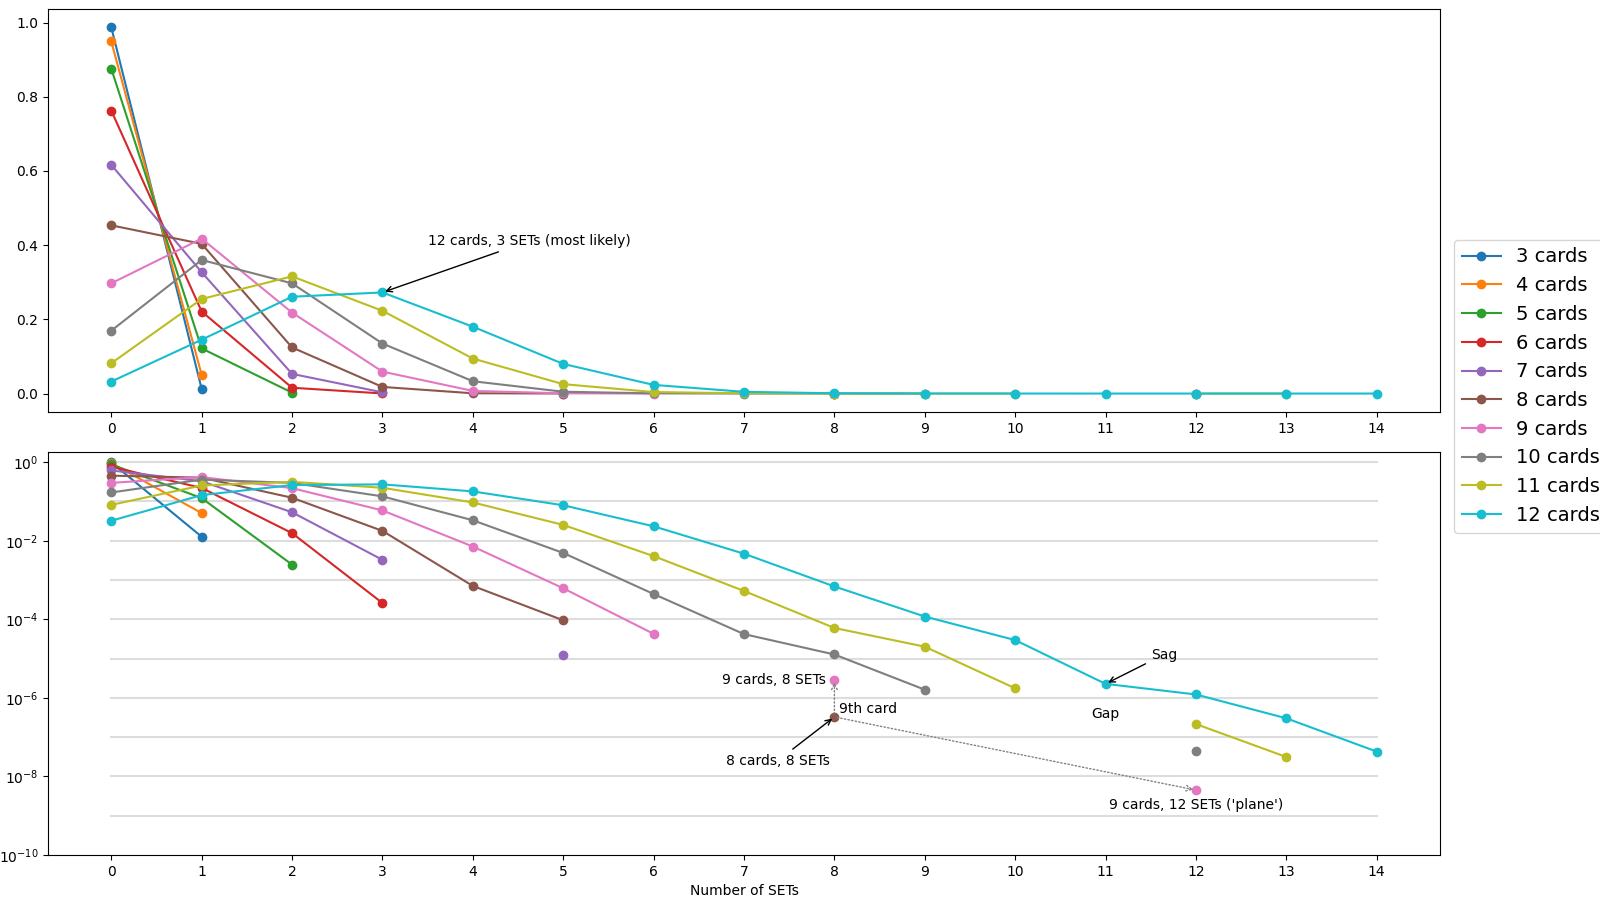 1.0
0.8
0.6
0.4
0.2
0.0
12 cards, 3 SETs (most likely)
0 1 2 3 4 5 6 7 8 9 10 11 12 13 14
3 cards
4 cards
5 cards
6 cards
7 cards
8 cards
9 cards
10 cards
11 cards
12 cards
10⁰
10⁻²
10⁻⁴
10⁻⁶
10⁻⁸
10⁻¹⁰
Sag
9 cards, 8 SETs
9th card
Gap
8 cards, 8 SETs
9 cards, 12 SETs ('plane')
0 1 2 3 4 5 6 7 8 9 10 11 12 13 14
Number of SETs